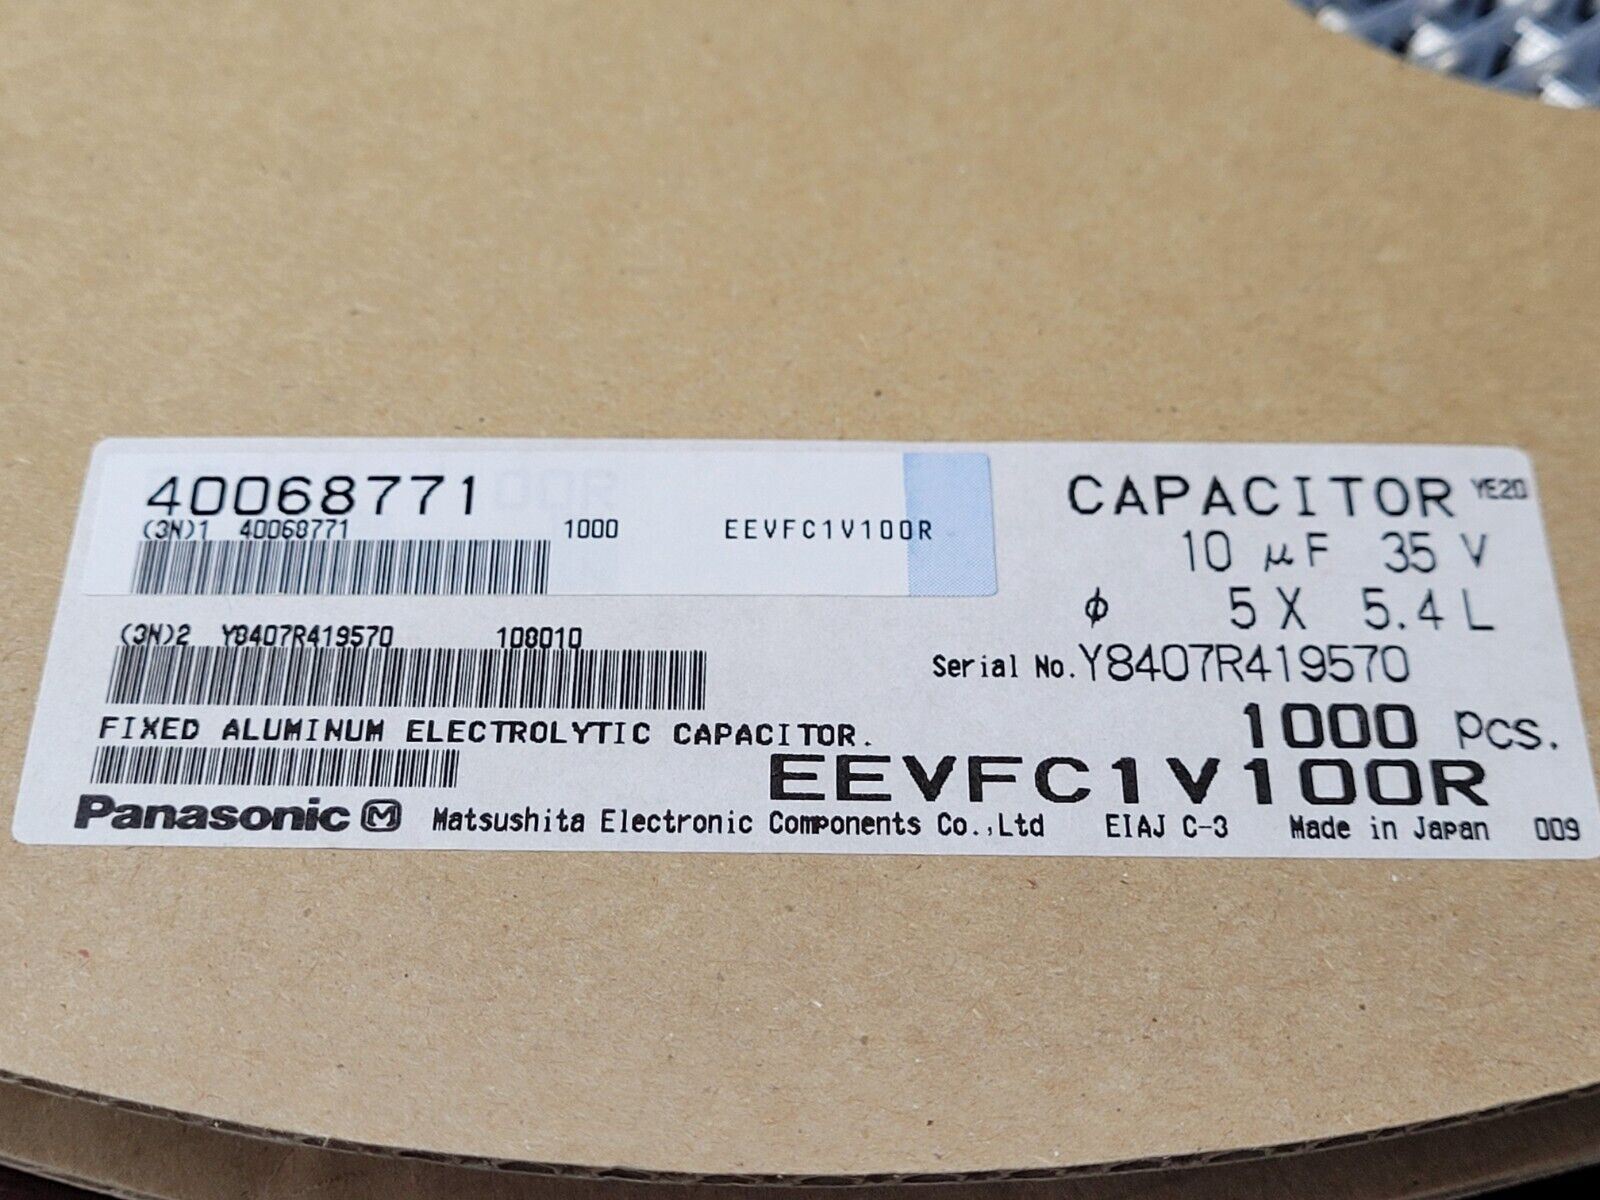 40068771
(3N)1 40068771 1000 EEVFC1V100R
CAPACITOR YE20
10 μF 35 V
φ 5 X 5.4 L
(3N)2 Y8407R419570 108010
Serial No. Y8407R419570
FIXED ALUMINUM ELECTROLYTIC CAPACITOR.
1000 pcs.
EEVFC1V100R
Panasonic M Matsushita Electronic Components Co.,Ltd EIAJ C-3 Made in Japan 009